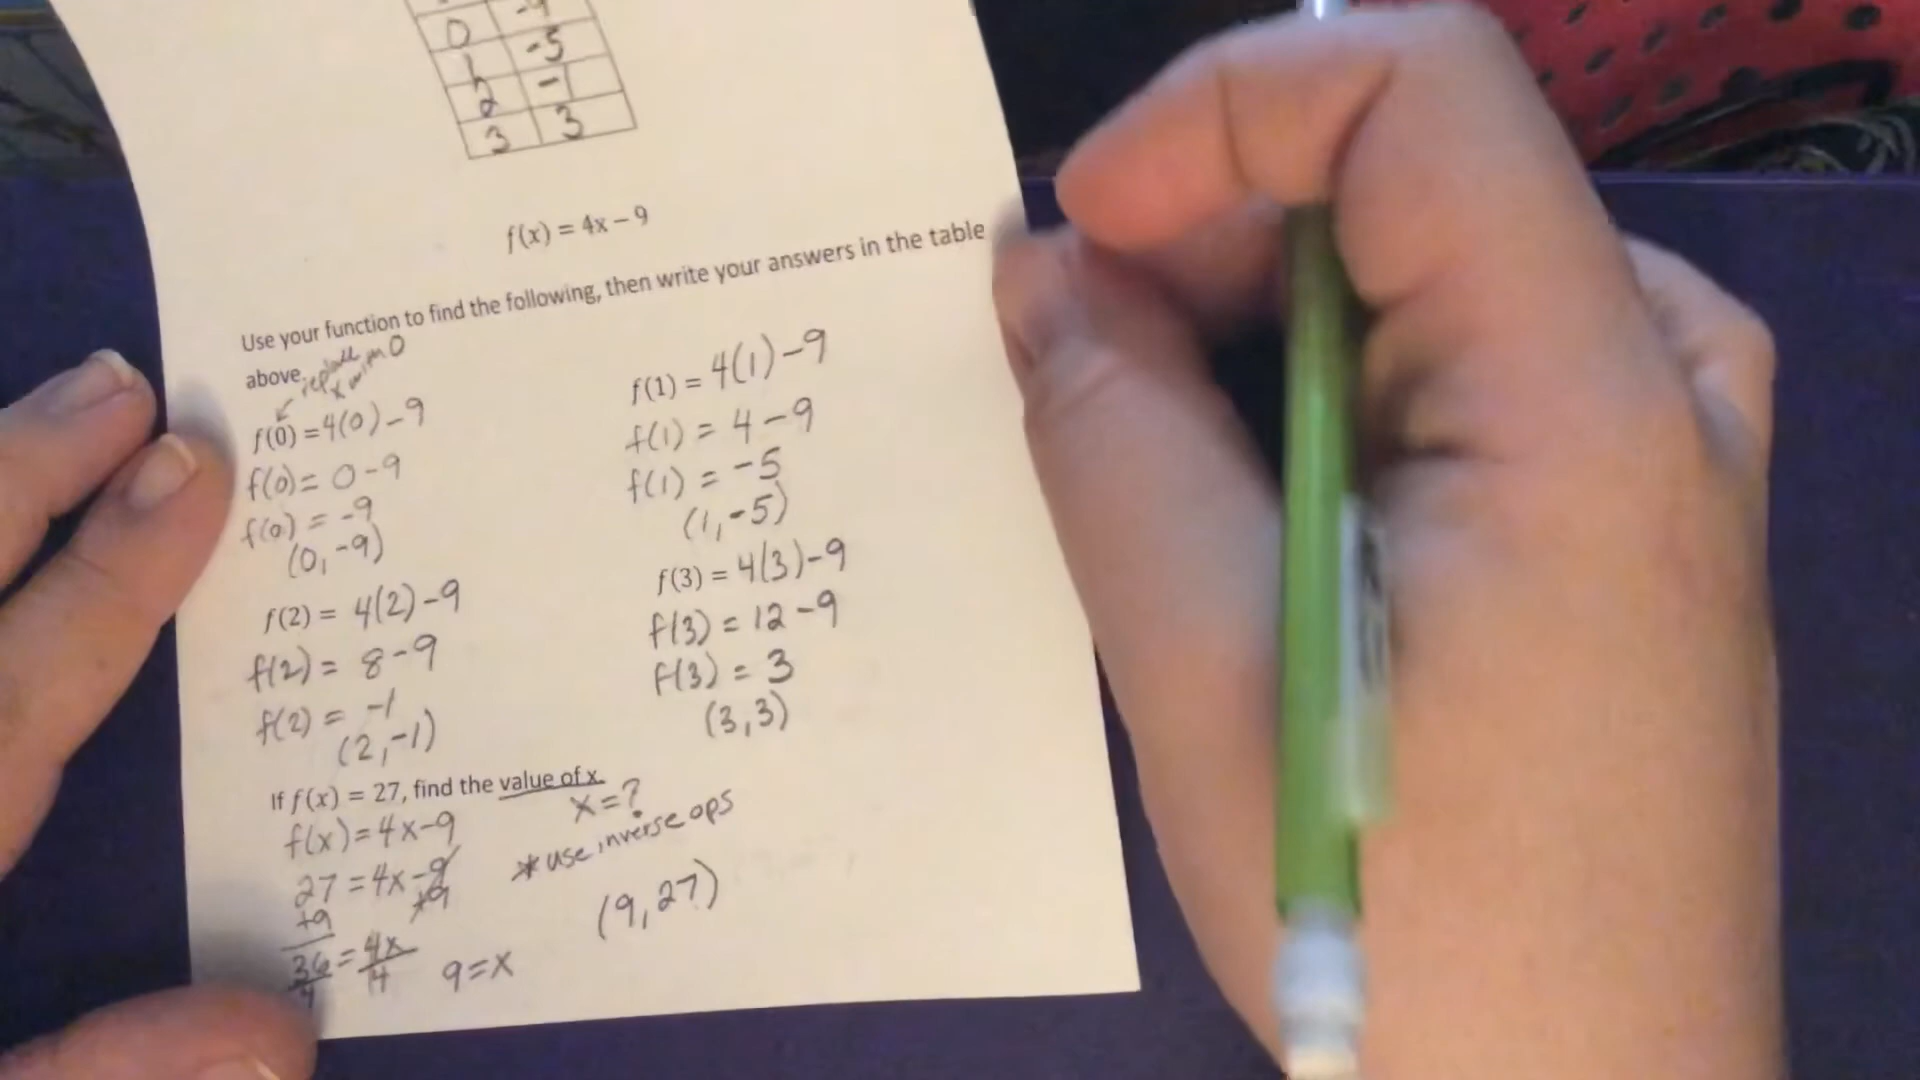 0 -9
1 -5
2 -1
3 3
f(x) = 4x – 9
Use your function to find the following, then write your answers in the table
above.
replace
x with 0
f(0) = 4(0) - 9
f(0) = 0 - 9
f(0) = -9
(0, -9)
f(1) = 4(1) - 9
f(1) = 4 - 9
f(1) = -5
(1, -5)
f(2) = 4(2) - 9
f(2) = 8 - 9
f(2) = -1
(2, -1)
f(3) = 4(3) - 9
f(3) = 12 - 9
f(3) = 3
(3, 3)
If f(x) = 27, find the value of x.
x = ?
f(x) = 4x - 9
* use inverse ops
27 = 4x - 9
+9 +9
36 = 4x
4 4
9 = x
(9, 27)